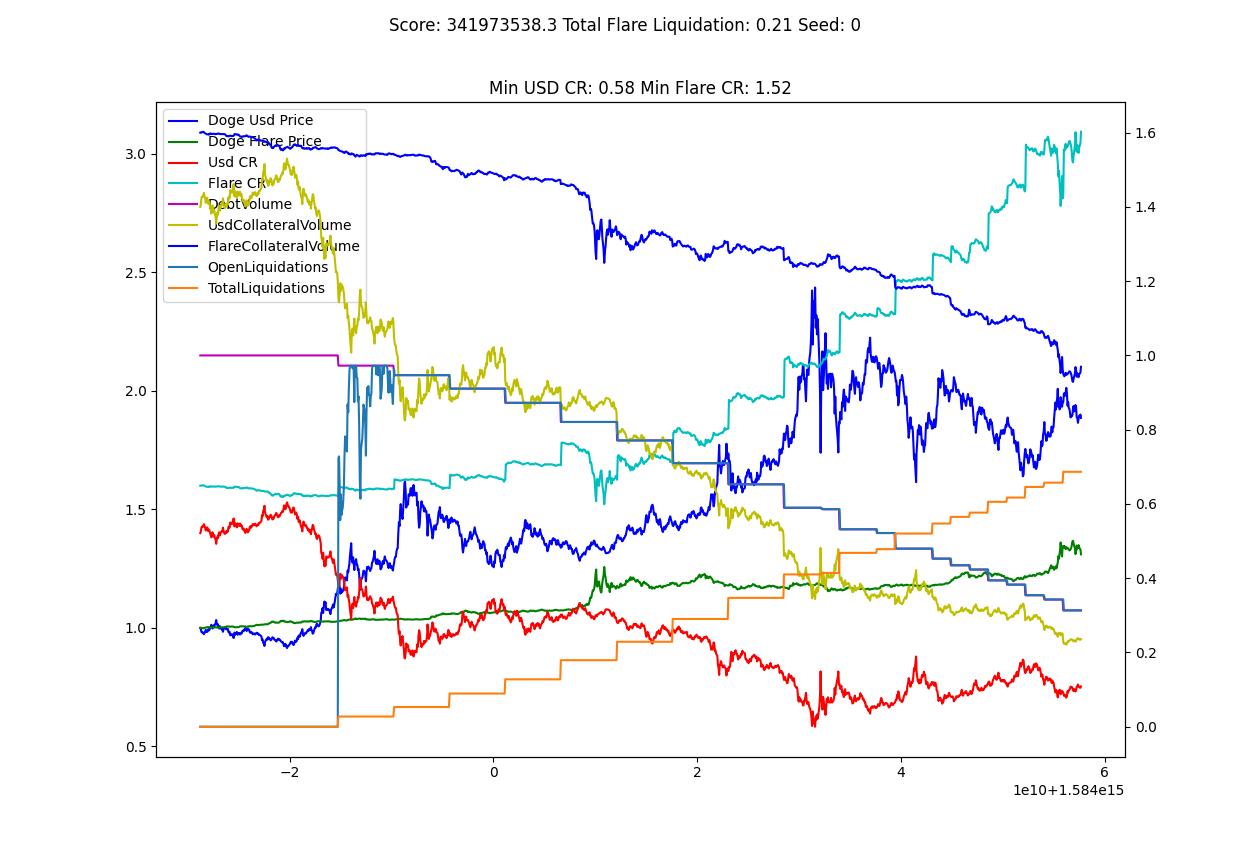 Score: 341973538.3 Total Flare Liquidation: 0.21 Seed: 0
Min USD CR: 0.58 Min Flare CR: 1.52
Doge Usd Price
Doge Flare Price
Usd CR
Flare CR
DebtVolume
UsdCollateralVolume
FlareCollateralVolume
OpenLiquidations
TotalLiquidations
3.0
2.5
2.0
1.5
1.0
0.5
1.6
1.4
1.2
1.0
0.8
0.6
0.4
0.2
0.0
−2
0
2
4
6
1e10+1.584e15